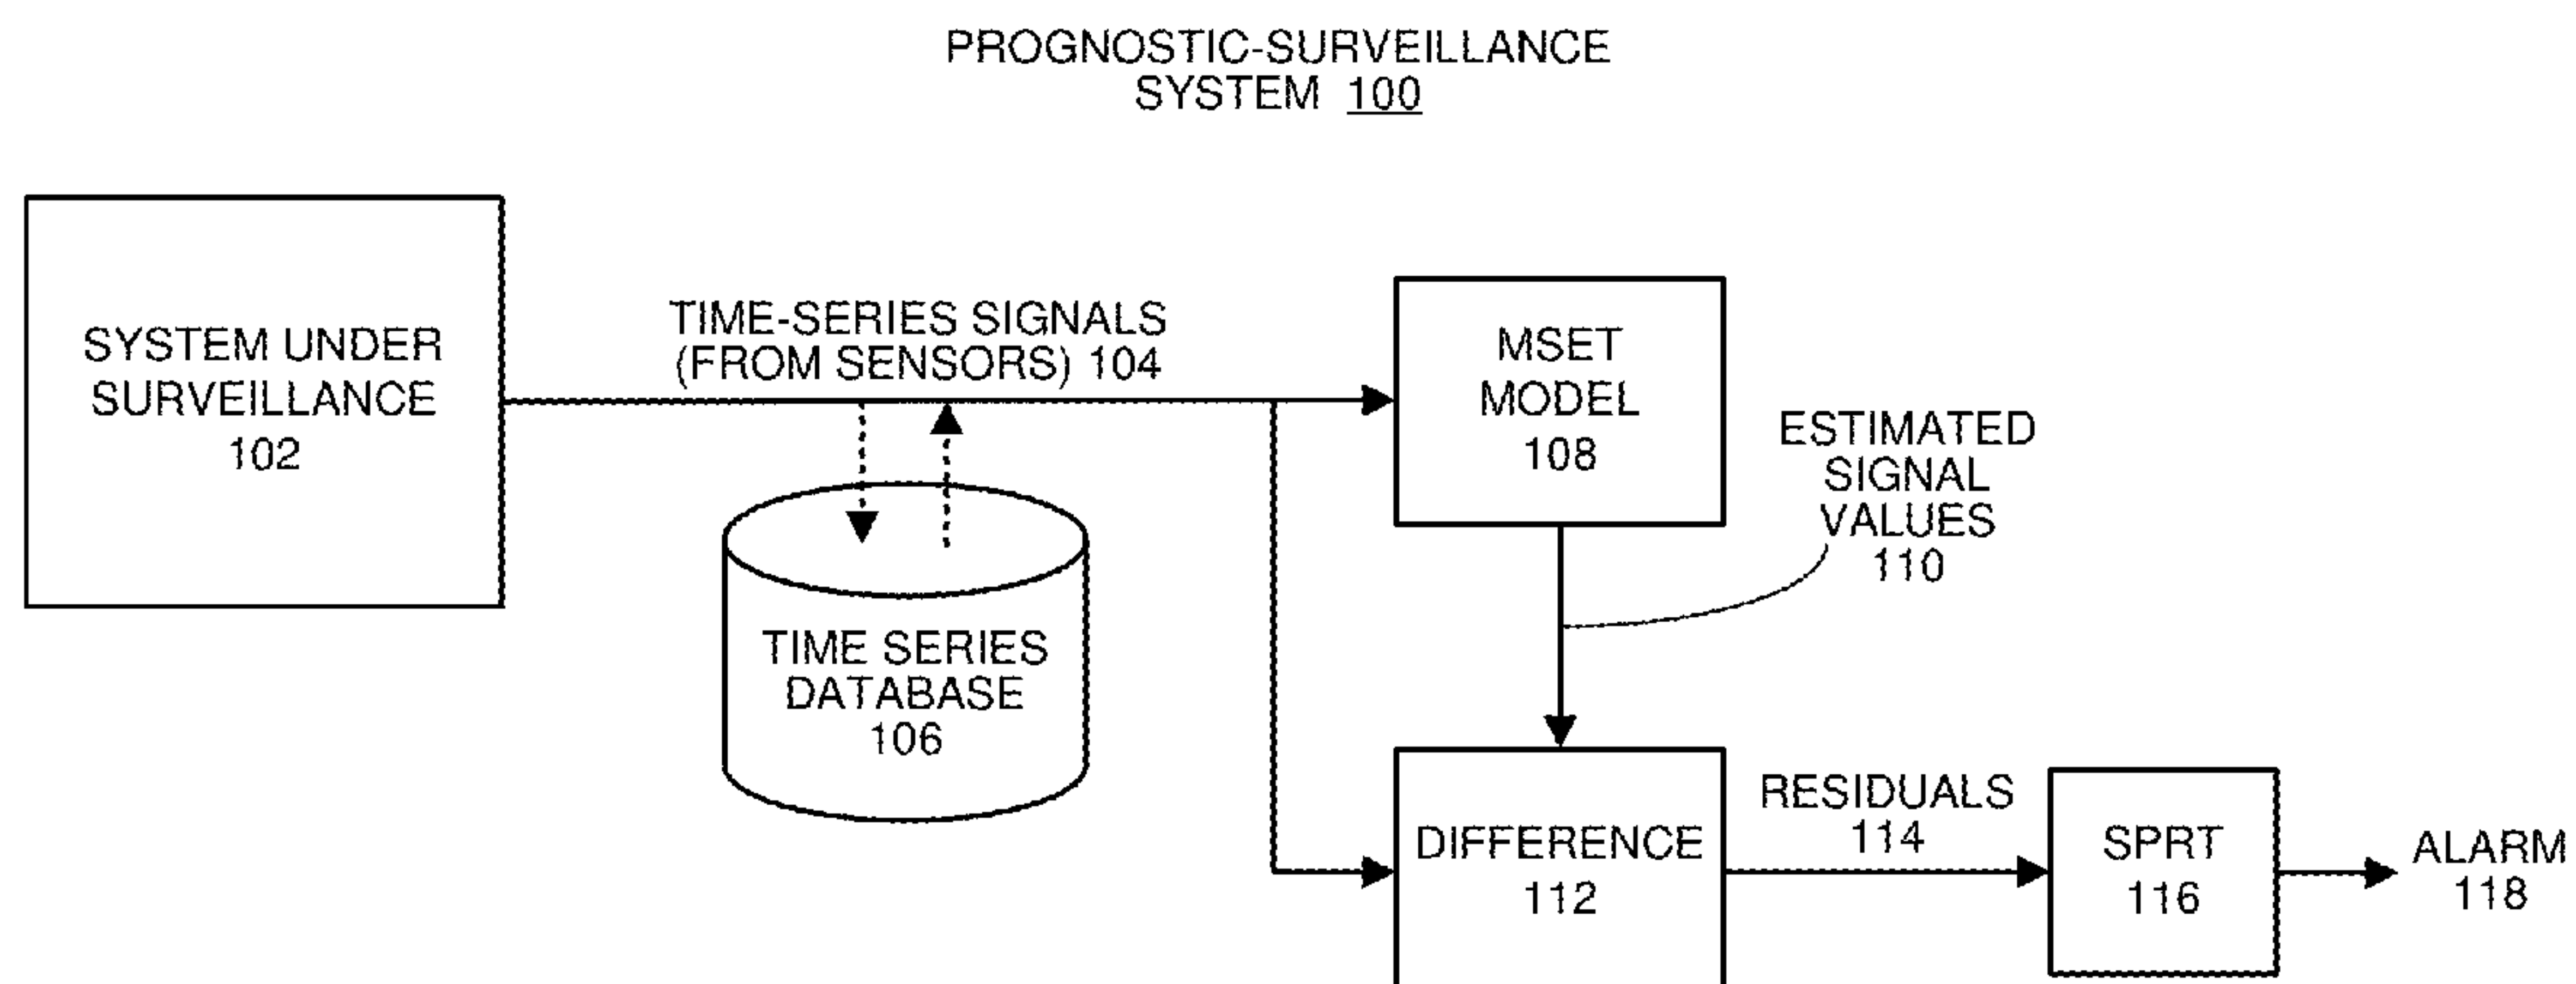 PROGNOSTIC-SURVEILLANCE
SYSTEM 100
SYSTEM UNDER
SURVEILLANCE
102
TIME-SERIES SIGNALS
(FROM SENSORS) 104
TIME SERIES
DATABASE
106
MSET
MODEL
108
ESTIMATED
SIGNAL
VALUES
110
DIFFERENCE
112
RESIDUALS
114
SPRT
116
ALARM
118